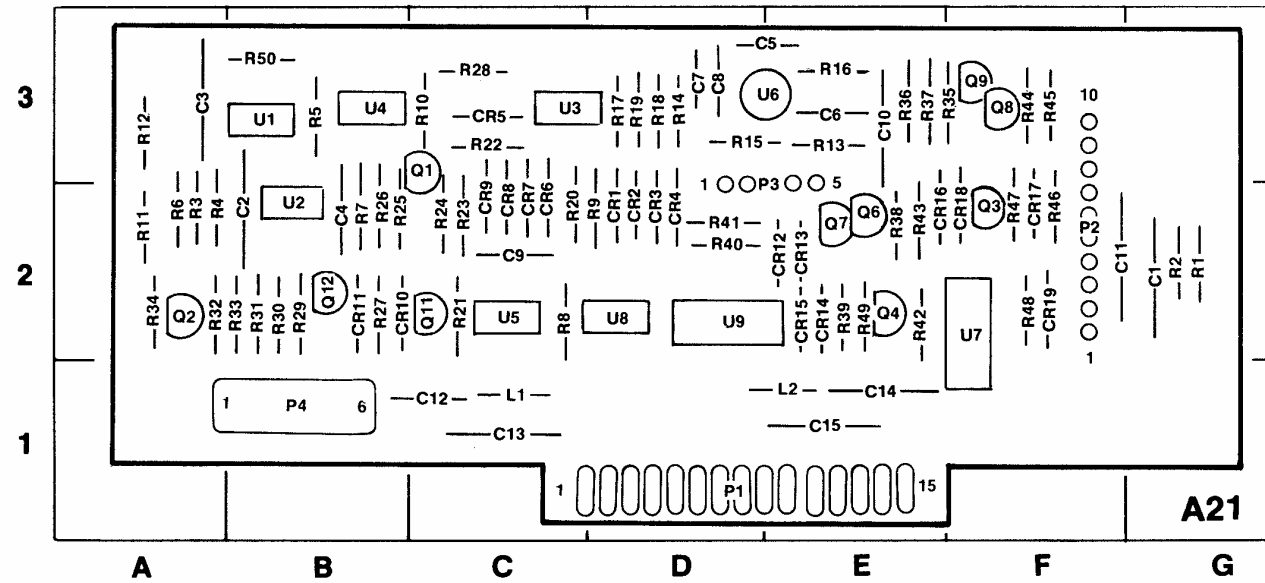 C5
R50 R28 R16 Q9
3 C3 R5 U4 R10 U3 R17 R19 R18 R14 C7 C8 U6 R36 R37 R35 Q8 R44 R45 10
R12 U1 CR5 C6 C10
R22 R15 R13
Q1 1 P3 5
R11 R6 R3 R4 C2 U2 C4 R7 R26 R25 R24 R23 CR9 CR8 CR7 CR6 R20 R9 CR1 CR2 CR3 CR4 R41 Q7 Q6 R38 R43 CR16 CR18 Q3 R47 CR17 R46 P2
R40 CR12 CR13
C9 C11 C1 R2 R1
2 Q12
R34 Q2 R32 R33 R31 R30 R29 CR11 R27 CR10 Q11 R21 U5 R8 U8 U9 CR15 CR14 R39 R49 Q4 R42 U7 R48 CR19
1
1 P4 6 C12 L1 L2 C14
1 C13 C15
1 P1 15
A21
A B C D E F G